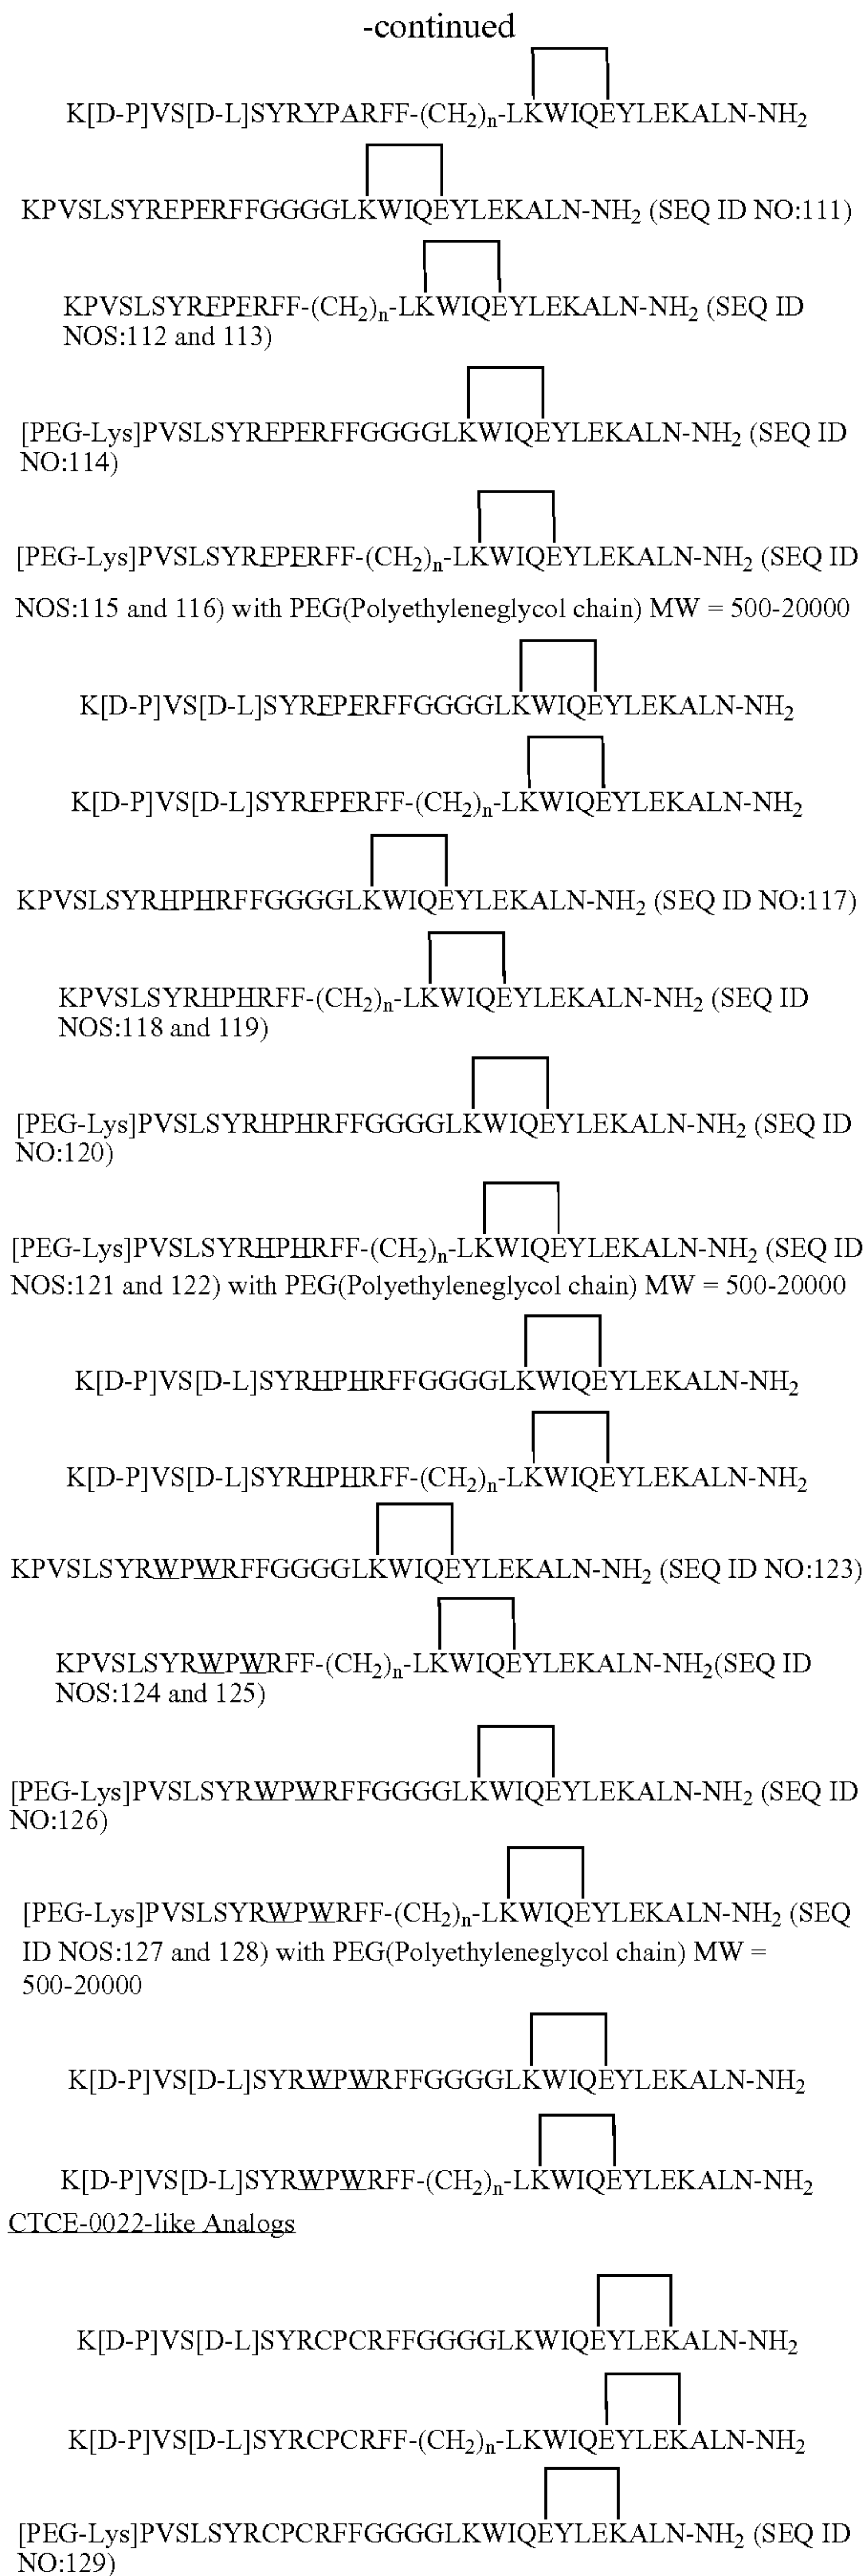 -continued
K[D-P]VS[D-L]SYRYPARFF-(CH2)n-LKWIQEYLEKALN-NH2
KPVSLSYRFPFRFFGGGGLKWIQEYLEKALN-NH2 (SEQ ID NO:111)
KPVSLSYRFPFRFF-(CH2)n-LKWIQEYLEKALN-NH2 (SEQ ID
NOS:112 and 113)
[PEG-Lys]PVSLSYRFPFRFFGGGGLKWIQEYLEKALN-NH2 (SEQ ID
NO:114)
[PEG-Lys]PVSLSYRFPFRFF-(CH2)n-LKWIQEYLEKALN-NH2 (SEQ ID
NOS:115 and 116) with PEG(Polyethyleneglycol chain) MW = 500-20000
K[D-P]VS[D-L]SYRFPFRFFGGGGLKWIQEYLEKALN-NH2
K[D-P]VS[D-L]SYRFPFRFF-(CH2)n-LKWIQEYLEKALN-NH2
KPVSLSYRHPHRFFGGGGLKWIQEYLEKALN-NH2 (SEQ ID NO:117)
KPVSLSYRHPHRFF-(CH2)n-LKWIQEYLEKALN-NH2 (SEQ ID
NOS:118 and 119)
[PEG-Lys]PVSLSYRHPHRFFGGGGLKWIQEYLEKALN-NH2 (SEQ ID
NO:120)
[PEG-Lys]PVSLSYRHPHRFF-(CH2)n-LKWIQEYLEKALN-NH2 (SEQ ID
NOS:121 and 122) with PEG(Polyethyleneglycol chain) MW = 500-20000
K[D-P]VS[D-L]SYRHPHRFFGGGGLKWIQEYLEKALN-NH2
K[D-P]VS[D-L]SYRHPHRFF-(CH2)n-LKWIQEYLEKALN-NH2
KPVSLSYRWPWRFFGGGGLKWIQEYLEKALN-NH2 (SEQ ID NO:123)
KPVSLSYRWPWRFF-(CH2)n-LKWIQEYLEKALN-NH2(SEQ ID
NOS:124 and 125)
[PEG-Lys]PVSLSYRWPWRFFGGGGLKWIQEYLEKALN-NH2 (SEQ ID
NO:126)
[PEG-Lys]PVSLSYRWPWRFF-(CH2)n-LKWIQEYLEKALN-NH2 (SEQ
ID NOS:127 and 128) with PEG(Polyethyleneglycol chain) MW =
500-20000
K[D-P]VS[D-L]SYRWPWRFFGGGGLKWIQEYLEKALN-NH2
K[D-P]VS[D-L]SYRWPWRFF-(CH2)n-LKWIQEYLEKALN-NH2
CTCE-0022-like Analogs
K[D-P]VS[D-L]SYRCPCRFFGGGGLKWIQEYLEKALN-NH2
K[D-P]VS[D-L]SYRCPCRFF-(CH2)n-LKWIQEYLEKALN-NH2
[PEG-Lys]PVSLSYRCPCRFFGGGGLKWIQEYLEKALN-NH2 (SEQ ID
NO:129)